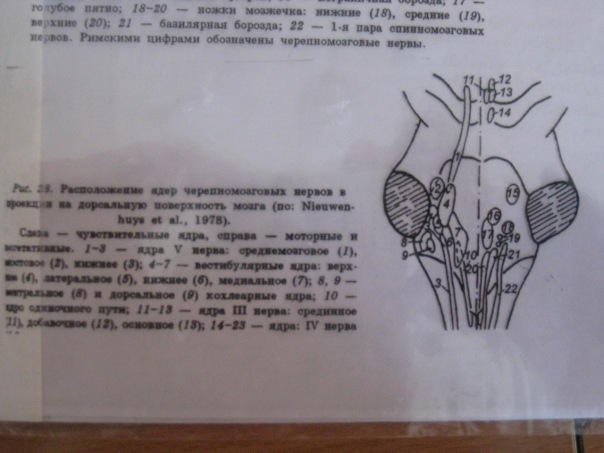 голубое пятно; 18-20 — ножки мозжечка: нижние (18), средние (19),
верхние (20); 21 — базилярная борозда; 22 — 1-я пара спинномозговых
нервов. Римскими цифрами обозначены черепномозговые нервы.
Рис. 28. Расположение ядер черепномозговых нервов в
проекции на дорсальную поверхность мозга (по: Nieuwen-
huys et al., 1978).
Слева — чувствительные ядра, справа — моторные и
вегетативные. 1-3 — ядра V нерва: среднемозговое (1),
мостовое (2), нижнее (3); 4-7 — вестибулярные ядра: верх-
нее (4), латеральное (5), нижнее (6), медиальное (7); 8, 9 —
вентральное (8) и дорсальное (9) кохлеарные ядра; 10 —
ядро одиночного пути; 11-13 — ядра III нерва: срединное
(11), добавочное (12), основное (13); 14-23 — ядра: IV нерва
11
12
13
14
1
2
4
15
16
17
18
19
7
8
6
9
10
20
21
3
22